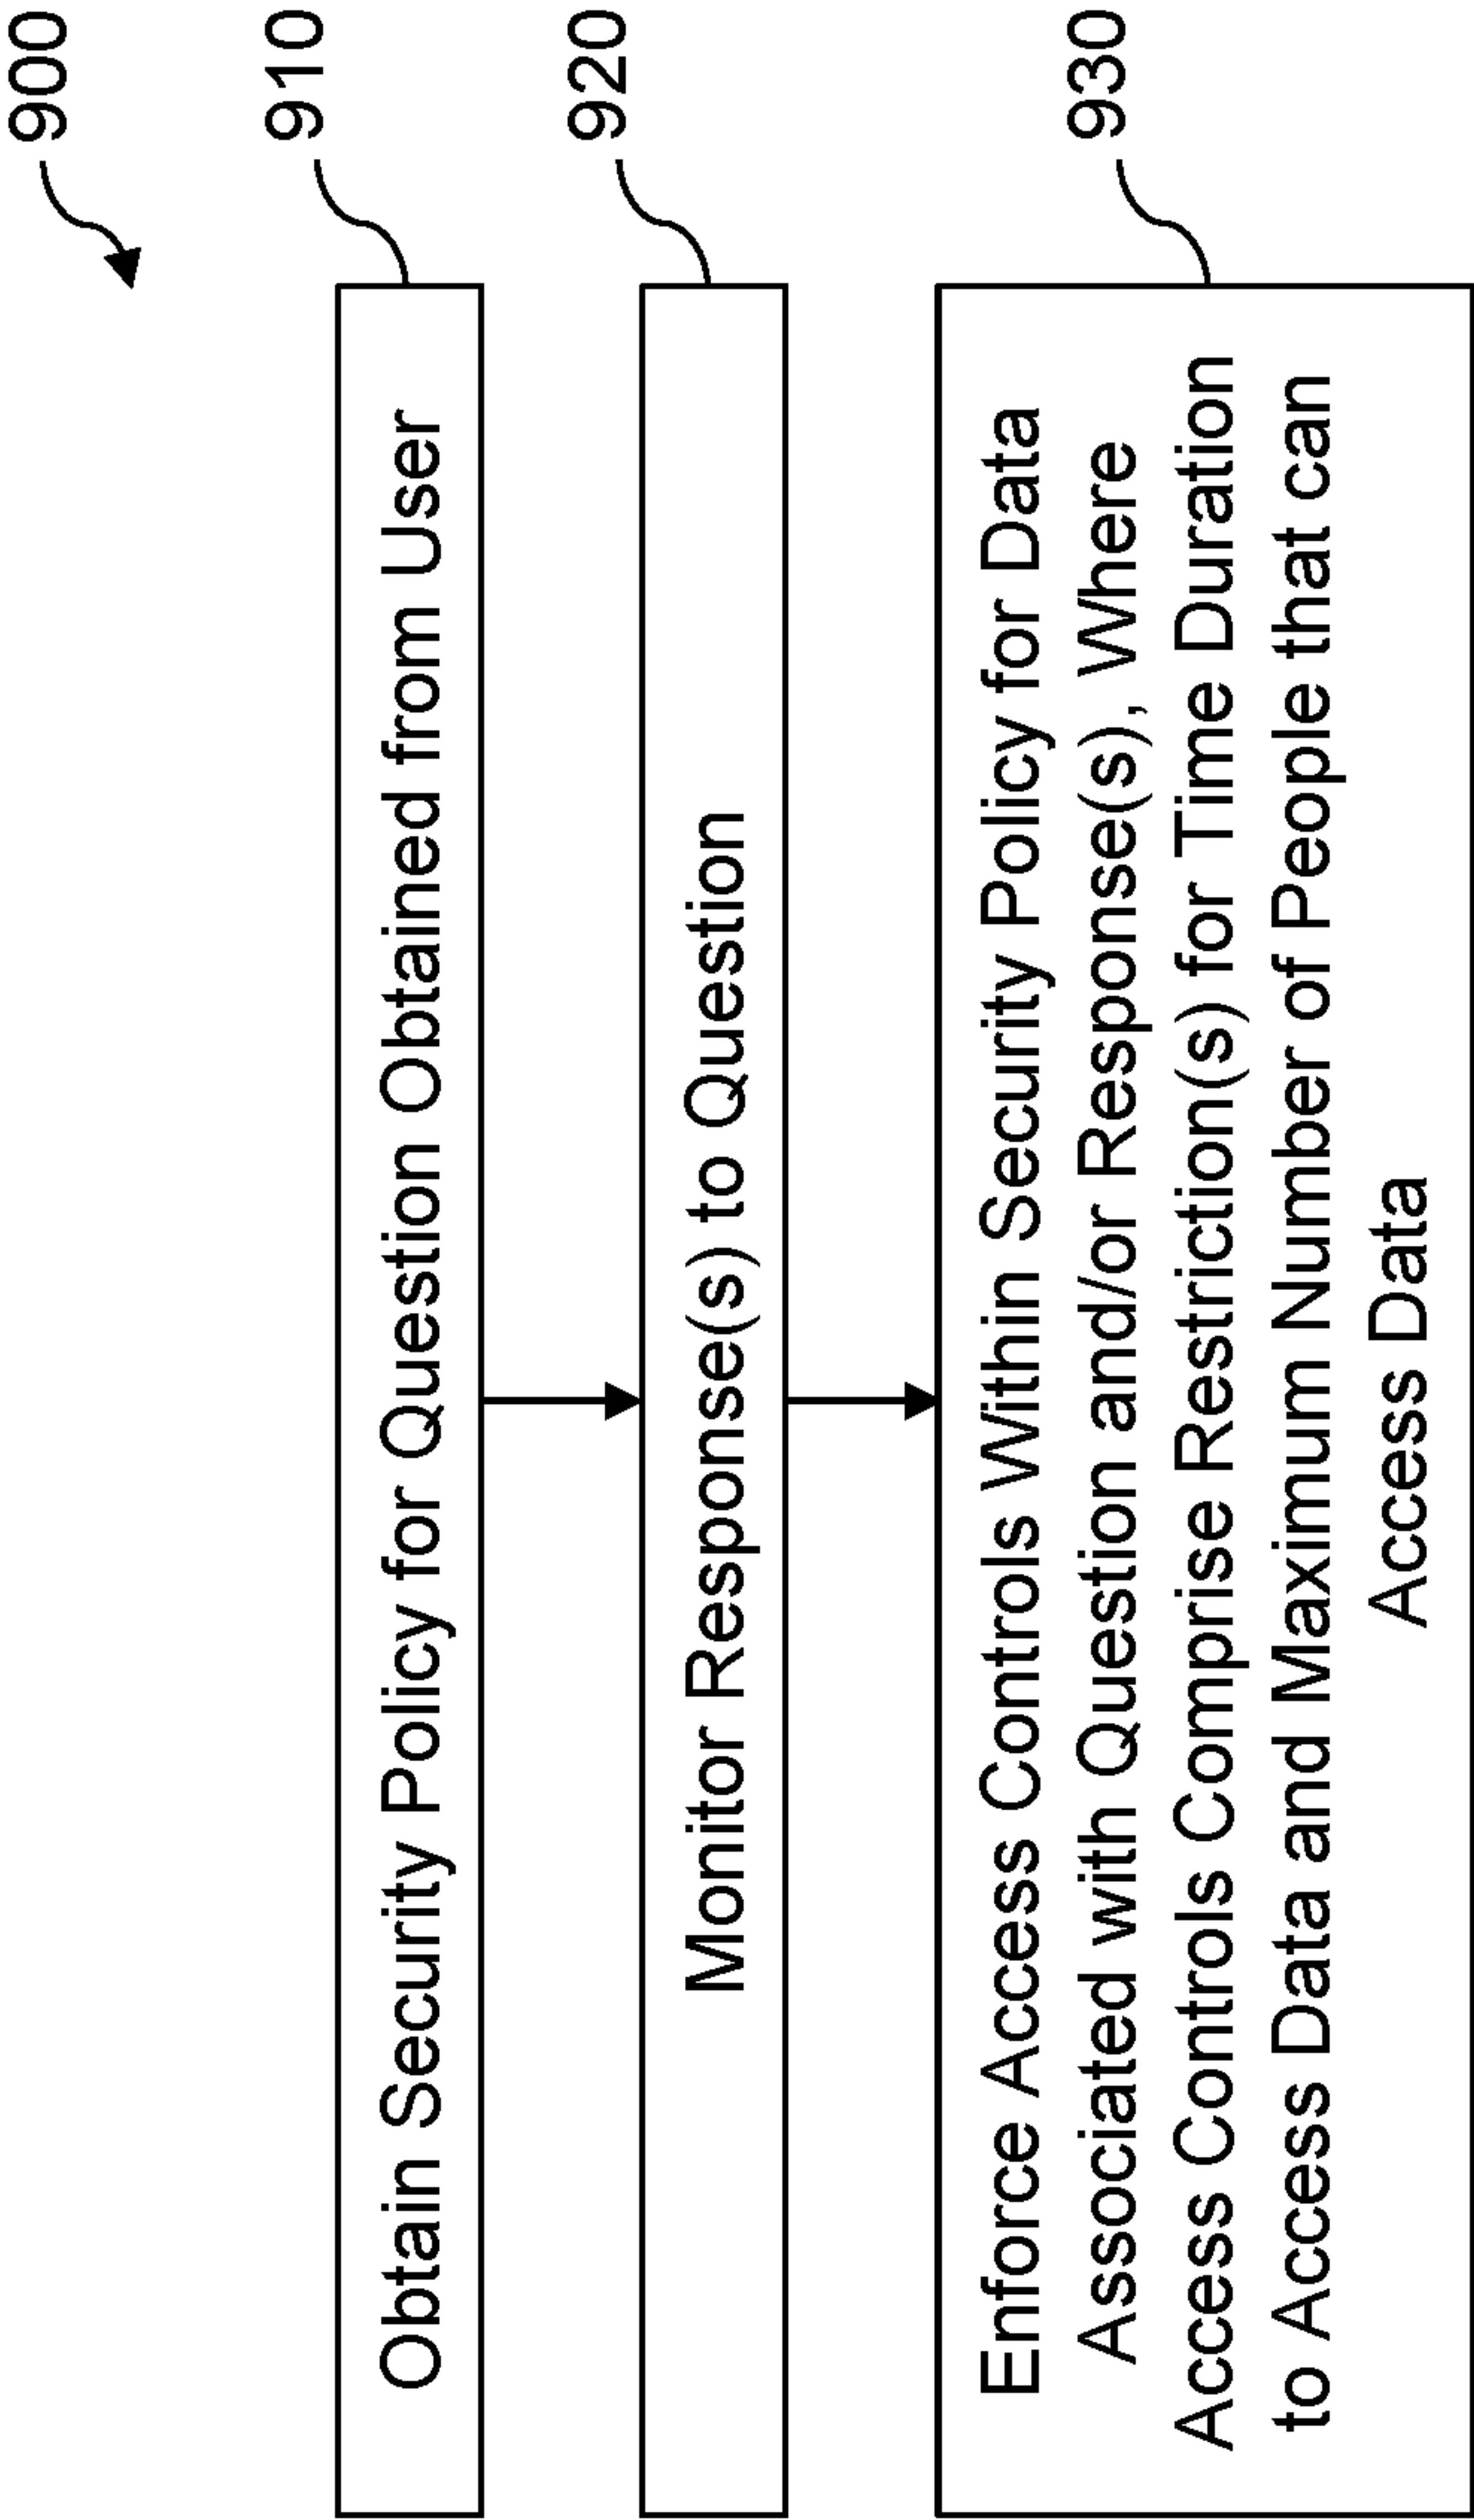 900
910
Obtain Security Policy for Question Obtained from User
920
Monitor Response(s) to Question
930
Enforce Access Controls Within Security Policy for Data
Associated with Question and/or Response(s), Where
Access Controls Comprise Restriction(s) for Time Duration
to Access Data and Maximum Number of People that can
Access Data